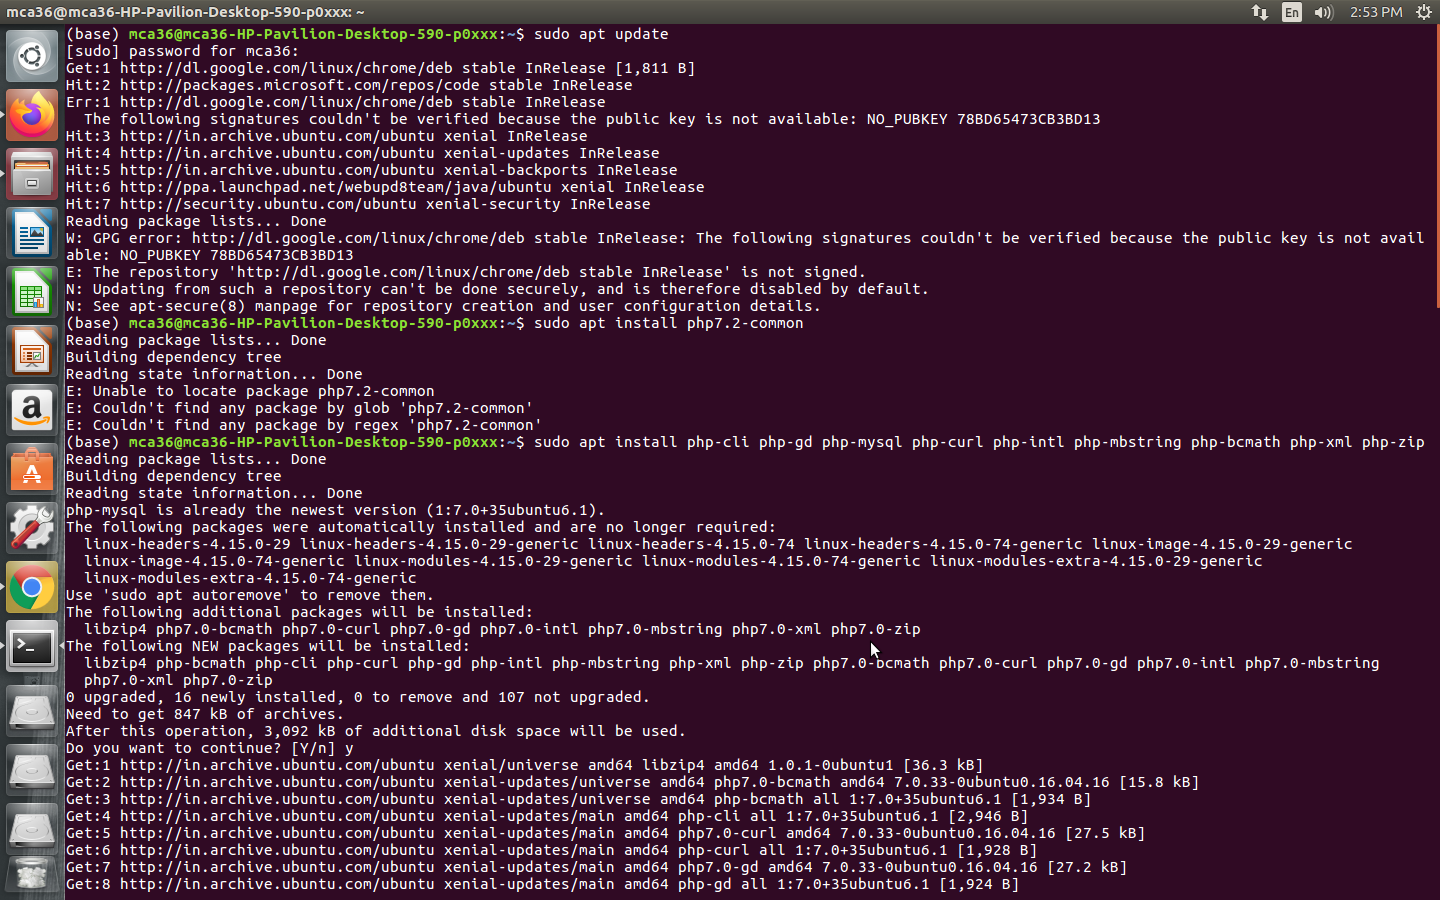 mca36@mca36-HP-Pavilion-Desktop-590-p0xxx: ~
En
2:53 PM
(base) mca36@mca36-HP-Pavilion-Desktop-590-p0xxx:~$ sudo apt update
[sudo] password for mca36:
Get:1 http://dl.google.com/linux/chrome/deb stable InRelease [1,811 B]
Hit:2 http://packages.microsoft.com/repos/code stable InRelease
Err:1 http://dl.google.com/linux/chrome/deb stable InRelease
The following signatures couldn't be verified because the public key is not available: NO_PUBKEY 78BD65473CB3BD13
Hit:3 http://in.archive.ubuntu.com/ubuntu xenial InRelease
Hit:4 http://in.archive.ubuntu.com/ubuntu xenial-updates InRelease
Hit:5 http://in.archive.ubuntu.com/ubuntu xenial-backports InRelease
Hit:6 http://ppa.launchpad.net/webupd8team/java/ubuntu xenial InRelease
Hit:7 http://security.ubuntu.com/ubuntu xenial-security InRelease
Reading package lists... Done
W: GPG error: http://dl.google.com/linux/chrome/deb stable InRelease: The following signatures couldn't be verified because the public key is not avail
able: NO_PUBKEY 78BD65473CB3BD13
E: The repository 'http://dl.google.com/linux/chrome/deb stable InRelease' is not signed.
N: Updating from such a repository can't be done securely, and is therefore disabled by default.
N: See apt-secure(8) manpage for repository creation and user configuration details.
(base) mca36@mca36-HP-Pavilion-Desktop-590-p0xxx:~$ sudo apt install php7.2-common
Reading package lists... Done
Building dependency tree
Reading state information... Done
E: Unable to locate package php7.2-common
E: Couldn't find any package by glob 'php7.2-common'
E: Couldn't find any package by regex 'php7.2-common'
(base) mca36@mca36-HP-Pavilion-Desktop-590-p0xxx:~$ sudo apt install php-cli php-gd php-mysql php-curl php-intl php-mbstring php-bcmath php-xml php-zip
Reading package lists... Done
Building dependency tree
Reading state information... Done
php-mysql is already the newest version (1:7.0+35ubuntu6.1).
The following packages were automatically installed and are no longer required:
linux-headers-4.15.0-29 linux-headers-4.15.0-29-generic linux-headers-4.15.0-74 linux-headers-4.15.0-74-generic linux-image-4.15.0-29-generic
linux-image-4.15.0-74-generic linux-modules-4.15.0-29-generic linux-modules-4.15.0-74-generic linux-modules-extra-4.15.0-29-generic
linux-modules-extra-4.15.0-74-generic
Use 'sudo apt autoremove' to remove them.
The following additional packages will be installed:
libzip4 php7.0-bcmath php7.0-curl php7.0-gd php7.0-intl php7.0-mbstring php7.0-xml php7.0-zip
The following NEW packages will be installed:
libzip4 php-bcmath php-cli php-curl php-gd php-intl php-mbstring php-xml php-zip php7.0-bcmath php7.0-curl php7.0-gd php7.0-intl php7.0-mbstring
php7.0-xml php7.0-zip
0 upgraded, 16 newly installed, 0 to remove and 107 not upgraded.
Need to get 847 kB of archives.
After this operation, 3,092 kB of additional disk space will be used.
Do you want to continue? [Y/n] y
Get:1 http://in.archive.ubuntu.com/ubuntu xenial/universe amd64 libzip4 amd64 1.0.1-0ubuntu1 [36.3 kB]
Get:2 http://in.archive.ubuntu.com/ubuntu xenial-updates/universe amd64 php7.0-bcmath amd64 7.0.33-0ubuntu0.16.04.16 [15.8 kB]
Get:3 http://in.archive.ubuntu.com/ubuntu xenial-updates/universe amd64 php-bcmath all 1:7.0+35ubuntu6.1 [1,934 B]
Get:4 http://in.archive.ubuntu.com/ubuntu xenial-updates/main amd64 php-cli all 1:7.0+35ubuntu6.1 [2,946 B]
Get:5 http://in.archive.ubuntu.com/ubuntu xenial-updates/main amd64 php7.0-curl amd64 7.0.33-0ubuntu0.16.04.16 [27.5 kB]
Get:6 http://in.archive.ubuntu.com/ubuntu xenial-updates/main amd64 php-curl all 1:7.0+35ubuntu6.1 [1,928 B]
Get:7 http://in.archive.ubuntu.com/ubuntu xenial-updates/main amd64 php7.0-gd amd64 7.0.33-0ubuntu0.16.04.16 [27.2 kB]
Get:8 http://in.archive.ubuntu.com/ubuntu xenial-updates/main amd64 php-gd all 1:7.0+35ubuntu6.1 [1,924 B]